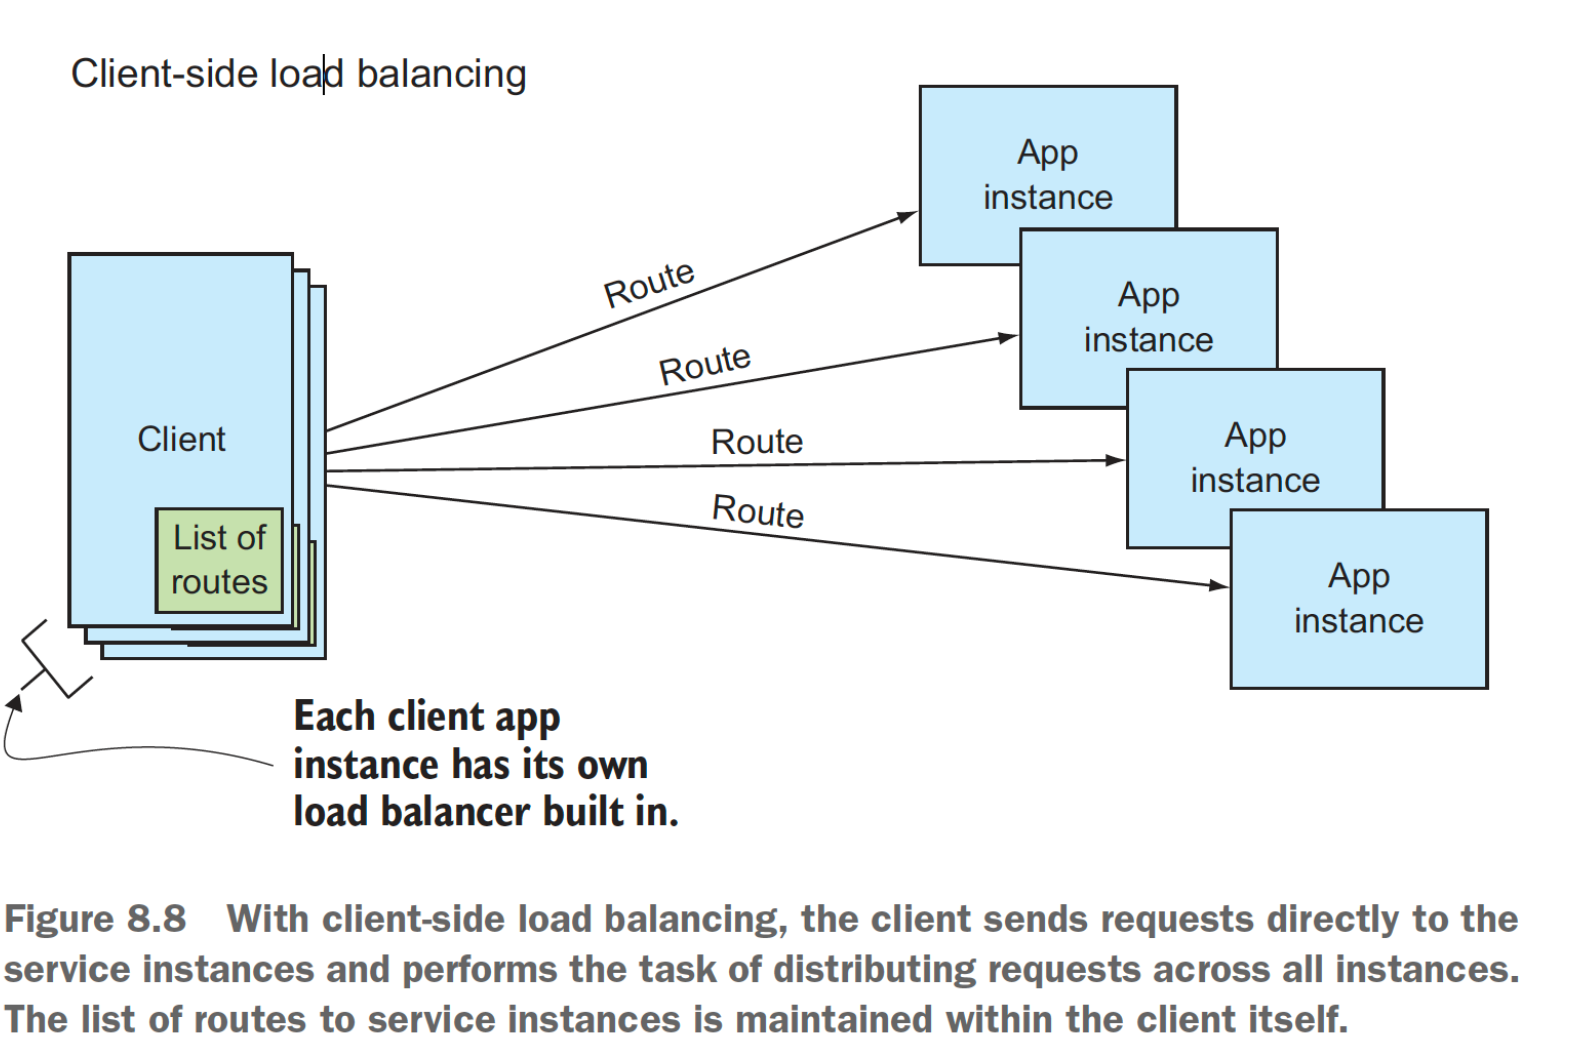 Client-side load balancing
App
instance
Route
App
instance
Route
Client
Route
App
instance
Route
List of
routes
App
instance
Each client app
instance has its own
load balancer built in.
Figure 8.8 With client-side load balancing, the client sends requests directly to the
service instances and performs the task of distributing requests across all instances.
The list of routes to service instances is maintained within the client itself.